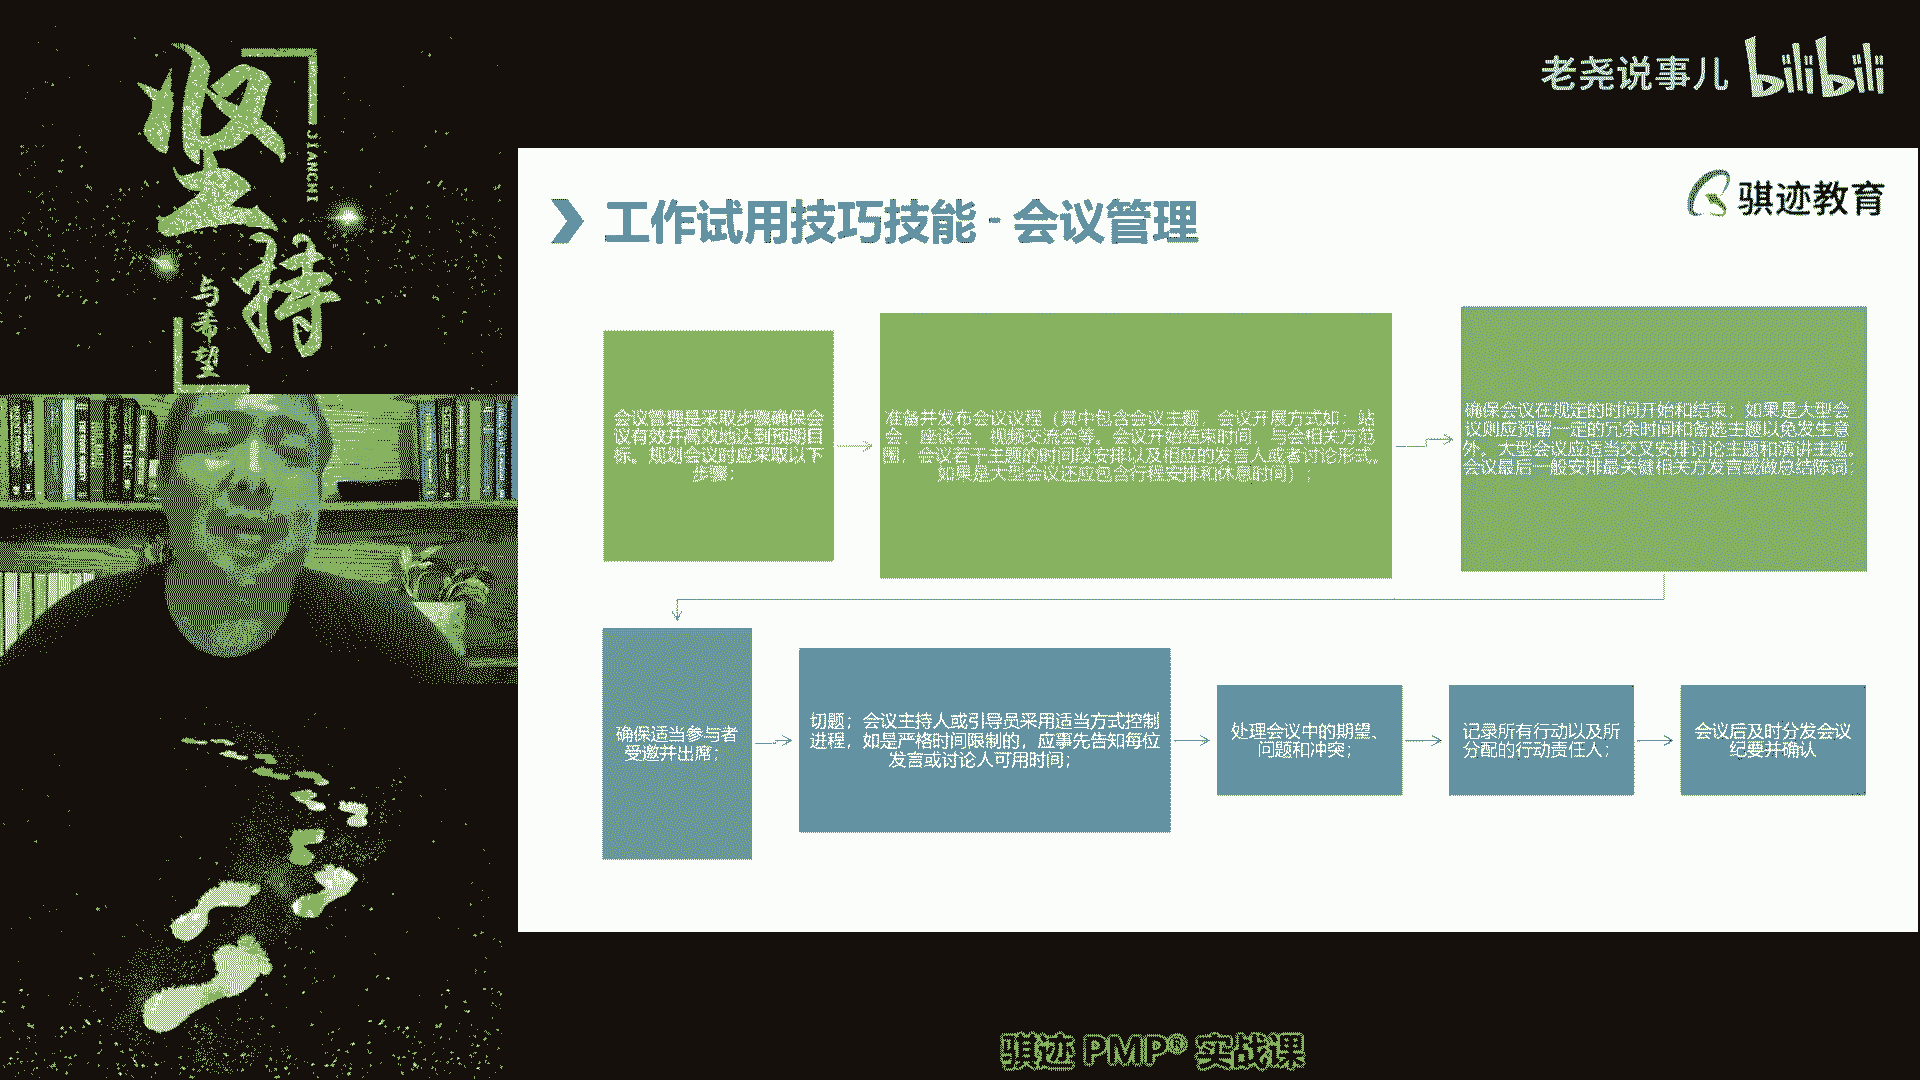 坚持
JIANCHI
与希望
老尧说事儿 bilibili
骐迹教育
工作试用技巧技能 - 会议管理
会议管理是采取步骤确保会
议有效并高效地达到预期目
标。规划会议时应采取以下
步骤：
准备并发布会议议程（其中包含会议主题、会议开展方式如：站
会、座谈会、视频交流会等。会议开始结束时间，与会相关方范
围，会议若干主题的时间段安排以及相应的发言人或者讨论形式，
如果是大型会议还应包含行程安排和休息时间）；
确保会议在规定的时间开始和结束；如果是大型会
议则应预留一定的冗余时间和备选主题以免发生意
外。大型会议应适当交叉安排讨论主题和演讲主题。
会议最后一般安排最关键相关方发言或做总结陈词；
确保适当参与者
受邀并出席；
切题；会议主持人或引导员采用适当方式控制
进程，如是严格时间限制的，应事先告知每位
发言或讨论人可用时间；
处理会议中的期望、
问题和冲突；
记录所有行动以及所
分配的行动责任人；
会议后及时分发会议
纪要并确认
骐迹 PMP® 实战课